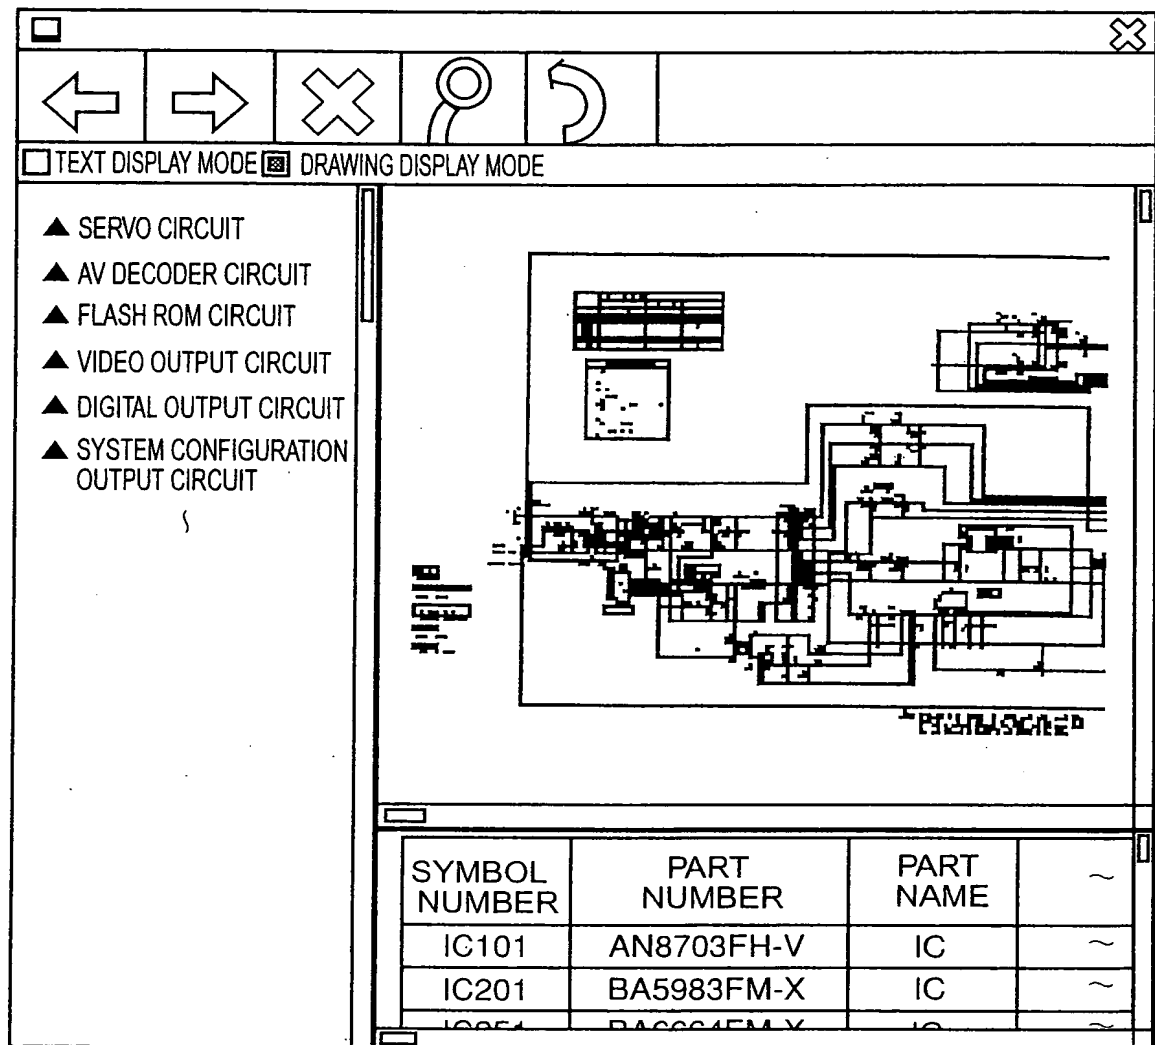 TEXT DISPLAY MODE DRAWING DISPLAY MODE
▲ SERVO CIRCUIT
▲ AV DECODER CIRCUIT
▲ FLASH ROM CIRCUIT
▲ VIDEO OUTPUT CIRCUIT
▲ DIGITAL OUTPUT CIRCUIT
▲ SYSTEM CONFIGURATION
OUTPUT CIRCUIT
SYMBOL NUMBER PART NUMBER PART NAME ~
IC101 AN8703FH-V IC ~
IC201 BA5983FM-X IC ~